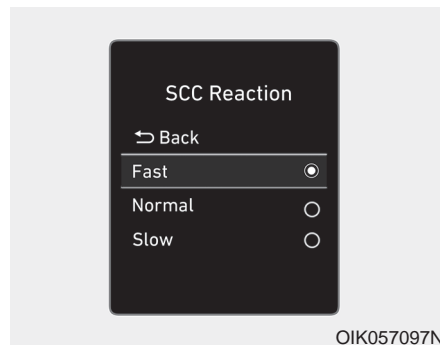 SCC Reaction
Back
Fast
Normal
Slow
OIK057097N